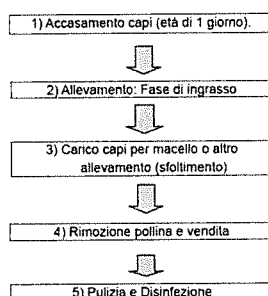 1) Accasamento capi (età di 1 giorno).
2) Allevamento: Fase di ingrasso
3) Carico capi per macello o altro
allevamento (sfoltimento)
4) Rimozione pollina e vendita
5) Pulizia e Disinfezione